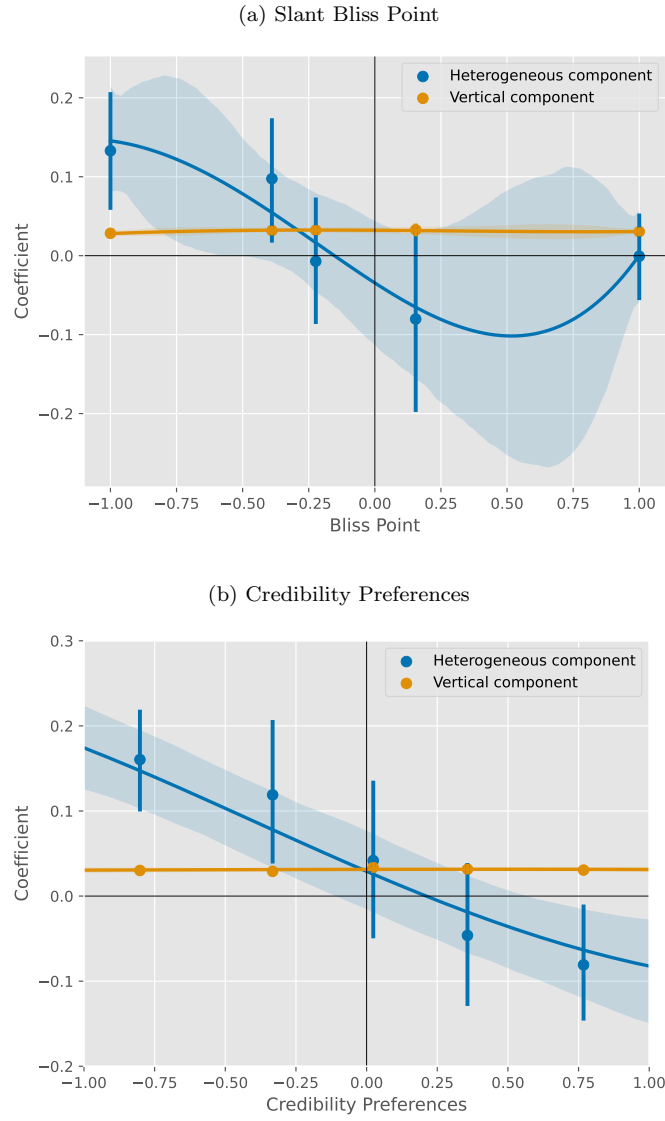 (a) Slant Bliss Point
Heterogeneous component
Vertical component
0.2
0.1
0.0
−0.1
−0.2
Coefficient
−1.00 −0.75 −0.50 −0.25 0.00 0.25 0.50 0.75 1.00
Bliss Point
(b) Credibility Preferences
Heterogeneous component
Vertical component
0.3
0.2
0.1
0.0
−0.1
−0.2
Coefficient
−1.00 −0.75 −0.50 −0.25 0.00 0.25 0.50 0.75 1.00
Credibility Preferences